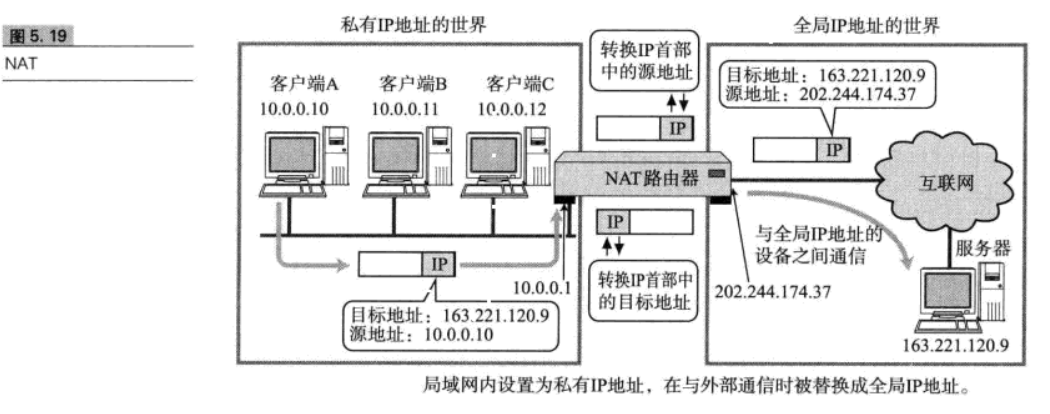 图 5.19
NAT
私有IP地址的世界
全局IP地址的世界
客户端A
10.0.0.10
客户端B
10.0.0.11
客户端C
10.0.0.12
转换IP首部
中的源地址
目标地址：163.221.120.9
源地址：202.244.174.37
IP
IP
NAT路由器
互联网
IP
IP
与全局IP地址的
设备之间通信
服务器
10.0.0.1
转换IP首部中
的目标地址
202.244.174.37
目标地址：163.221.120.9
源地址：10.0.0.10
163.221.120.9
局域网内设置为私有IP地址，在与外部通信时被替换成全局IP地址。